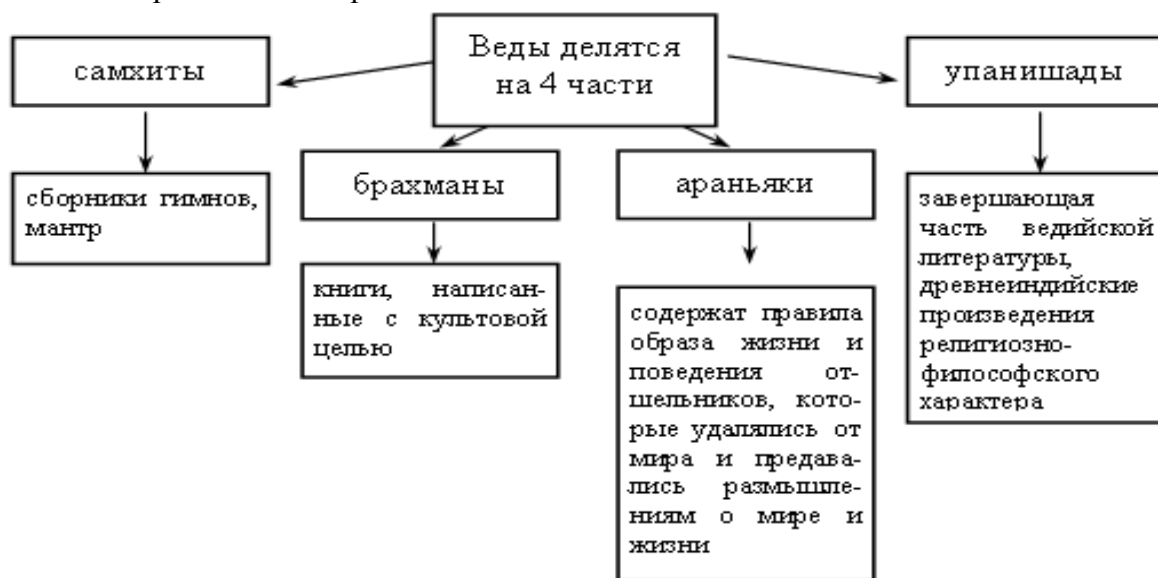 Веды делятся
на 4 части
самхиты
сборники гимнов,
мантр
брахманы
книги, написан-
ные с культовой
целью
араньяки
содержат правила
образа жизни и
поведения от-
шельников, кото-
рые удалялись от
мира и предава-
лись размышле-
ниям о мире и
жизни
упанишады
завершающая
часть ведийской
литературы,
древнеиндийские
произведения
религиозно-
философского
характера